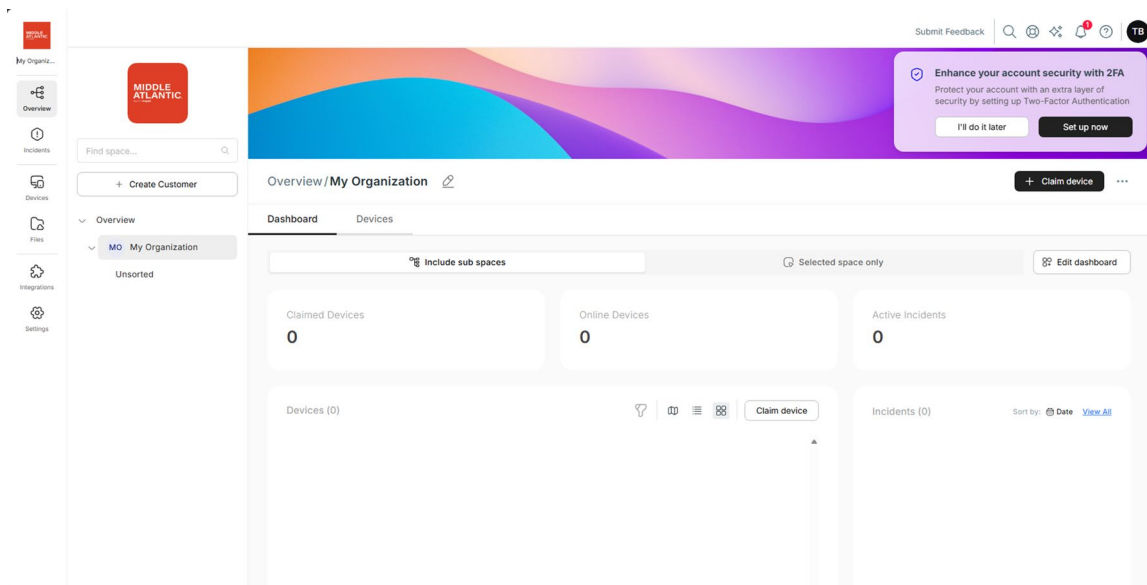 MIDDLE
ATLANTIC
My Organiz...
Overview
Incidents
Devices
Files
Integrations
Settings
MIDDLE
ATLANTIC
Find space...
+ Create Customer
Overview
MO My Organization
Unsorted
Submit Feedback
1
TB
Enhance your account security with 2FA
Protect your account with an extra layer of
security by setting up Two-Factor Authentication
I'll do it later
Set up now
Overview/My Organization
+ Claim device
Dashboard
Devices
Include sub spaces
Selected space only
Edit dashboard
Claimed Devices
0
Online Devices
0
Active Incidents
0
Devices (0)
Claim device
Incidents (0)
Sort by: Date View All